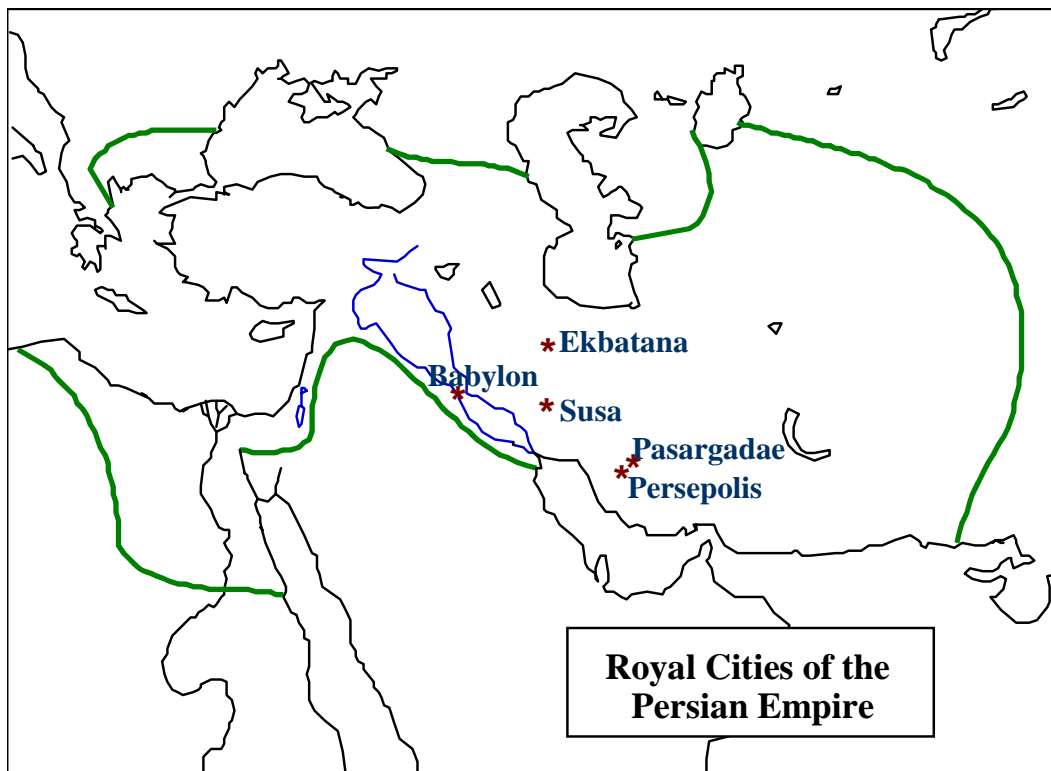 Ekbatana
Babylon
Susa
Pasargadae
Persepolis
Royal Cities of the
Persian Empire